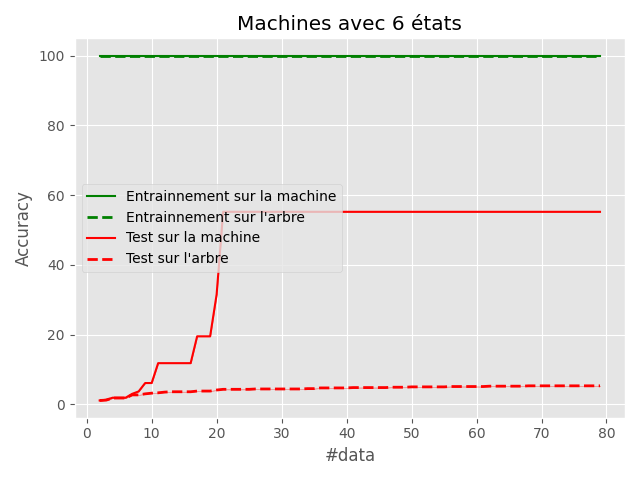 Machines avec 6 états
Accuracy
100
80
60
40
20
0
Entrainnement sur la machine
Entrainnement sur l'arbre
Test sur la machine
Test sur l'arbre
0 10 20 30 40 50 60 70 80
#data